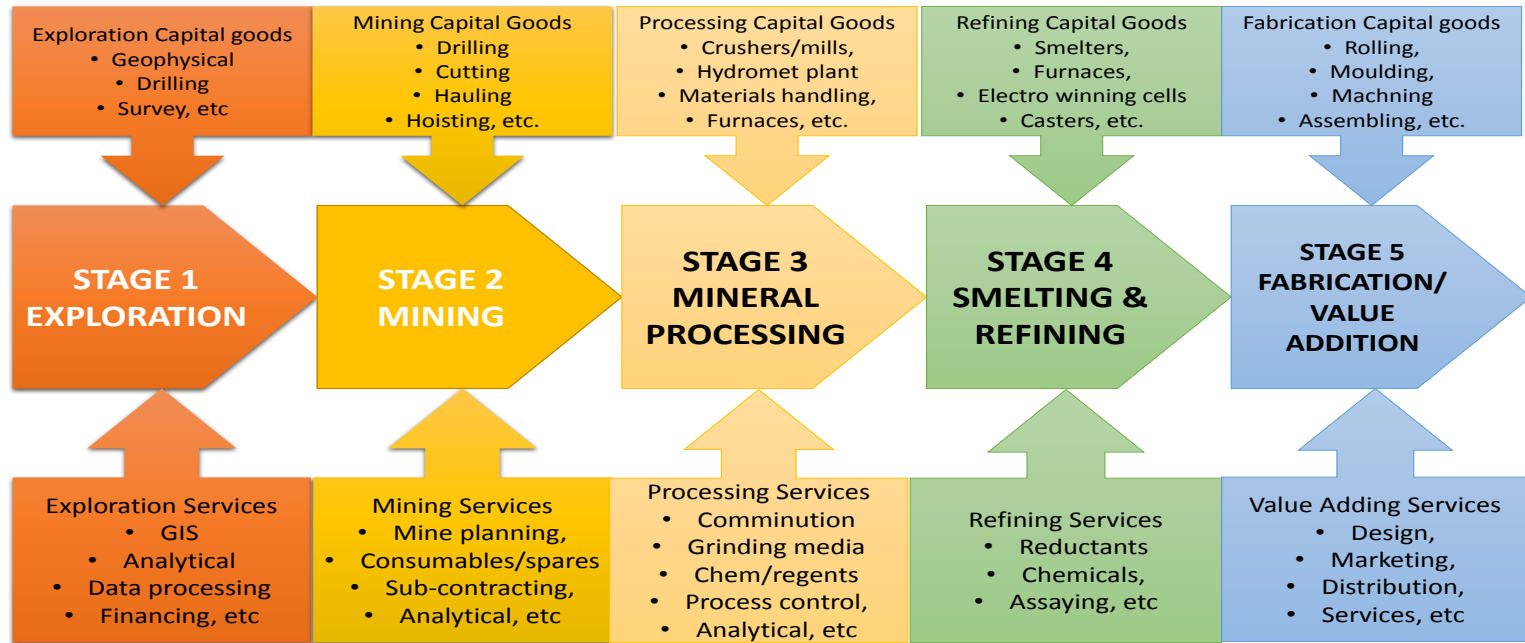 Exploration Capital goods
• Geophysical
• Drilling
• Survey, etc
Mining Capital Goods
• Drilling
• Cutting
• Hauling
• Hoisting, etc.
Processing Capital Goods
• Crushers/mills,
• Hydromet plant
• Materials handling,
• Furnaces, etc.
Refining Capital Goods
• Smelters,
• Furnaces,
• Electro winning cells
• Casters, etc.
Fabrication Capital goods
• Rolling,
• Moulding,
• Machning
• Assembling, etc.
STAGE 1
EXPLORATION
STAGE 2
MINING
STAGE 3
MINERAL
PROCESSING
STAGE 4
SMELTING &
REFINING
STAGE 5
FABRICATION/
VALUE
ADDITION
Exploration Services
• GIS
• Analytical
• Data processing
• Financing, etc
Mining Services
• Mine planning,
• Consumables/spares
• Sub-contracting,
• Analytical, etc
Processing Services
• Comminution
• Grinding media
• Chem/regents
• Process control,
• Analytical, etc
Refining Services
• Reductants
• Chemicals,
• Assaying, etc
Value Adding Services
• Design,
• Marketing,
• Distribution,
• Services, etc